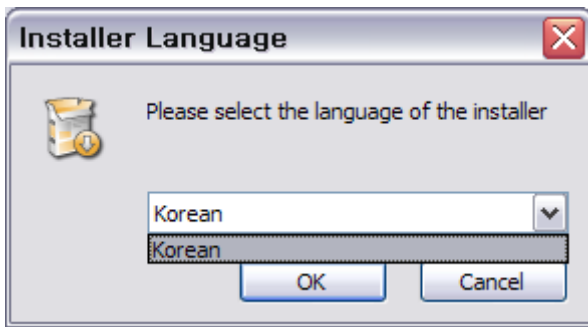 Installer Language
Please select the language of the installer
Korean
Korean
OK
Cancel